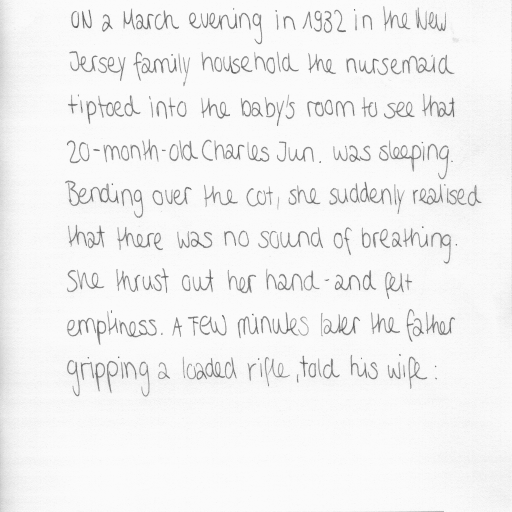 ON a March evening in 1932 in the New
Jersey family household the nursemaid
tiptoed into the baby's room to see that
20-month-old Charles Jun. was sleeping.
Bending over the cot, she suddenly realised
that there was no sound of breathing.
She thrust out her hand-and felt
emptiness. A FEW minutes later the father
gripping a loaded rifle, told his wife: